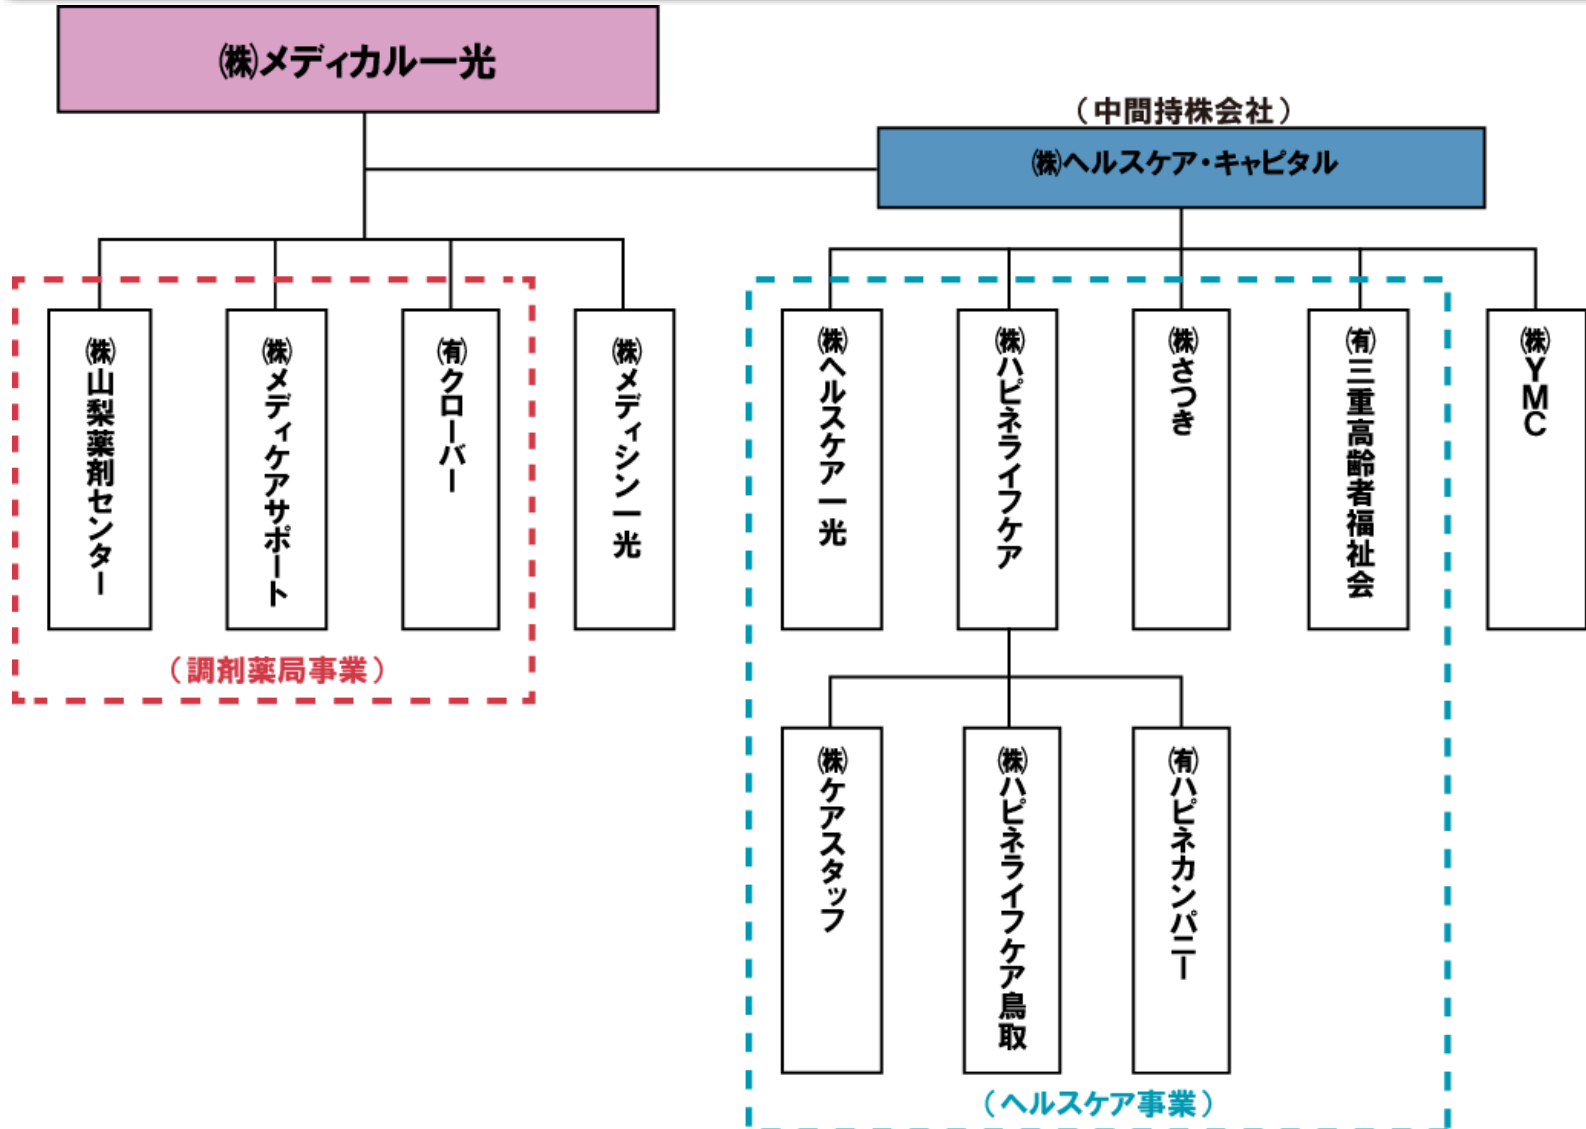 ㈱メディカル一光
（中間持株会社）
㈱ヘルスケア・キャピタル
㈱山梨薬剤センター
㈱メディケアサポート
㈲クローバー
㈱メディシン一光
（調剤薬局事業）
㈱ヘルスケア一光
㈱ハピネライフケア
㈱さつき
㈲三重高齢者福祉会
㈱YMC
㈱ケアスタッフ
㈱ハピネライフケア鳥取
㈲ハピネカンパニー
（ヘルスケア事業）